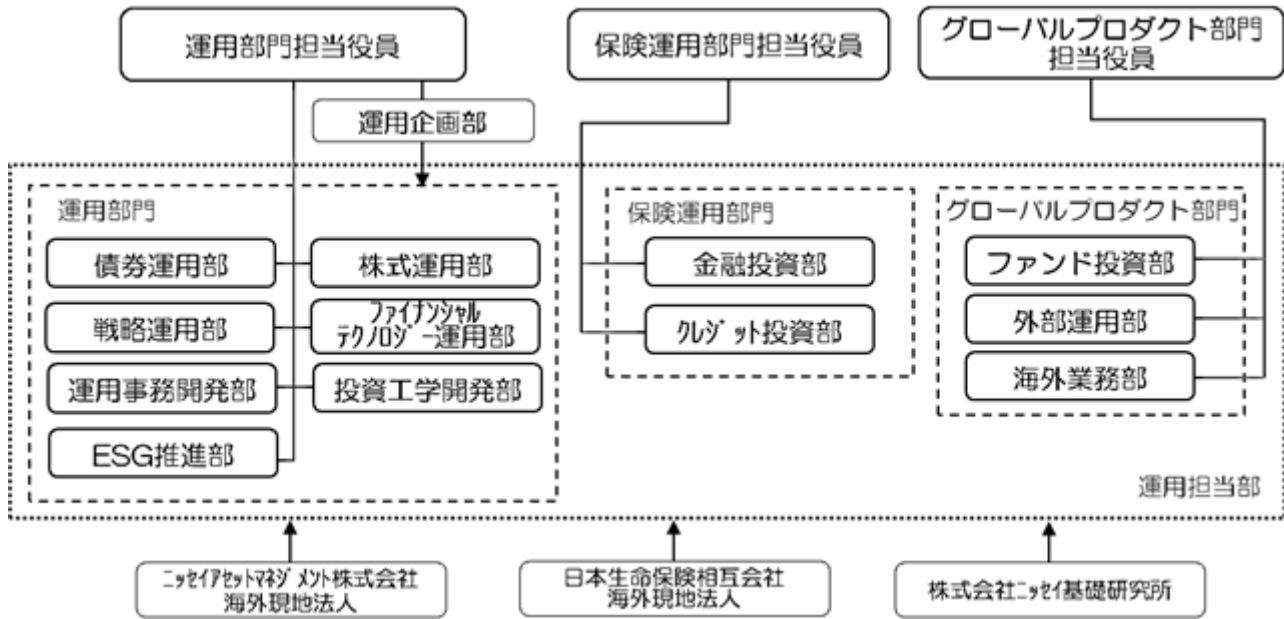 運用部門担当役員
保険運用部門担当役員
グローバルプロダクト部門
担当役員
運用企画部
運用部門
債券運用部
株式運用部
戦略運用部
ファイナンシャル
テクノロジー運用部
運用事務開発部
投資工学開発部
ESG推進部
保険運用部門
金融投資部
クレジット投資部
グローバルプロダクト部門
ファンド投資部
外部運用部
海外業務部
運用担当部
ニッセイアセットマネジメント株式会社
海外現地法人
日本生命保険相互会社
海外現地法人
株式会社ニッセイ基礎研究所